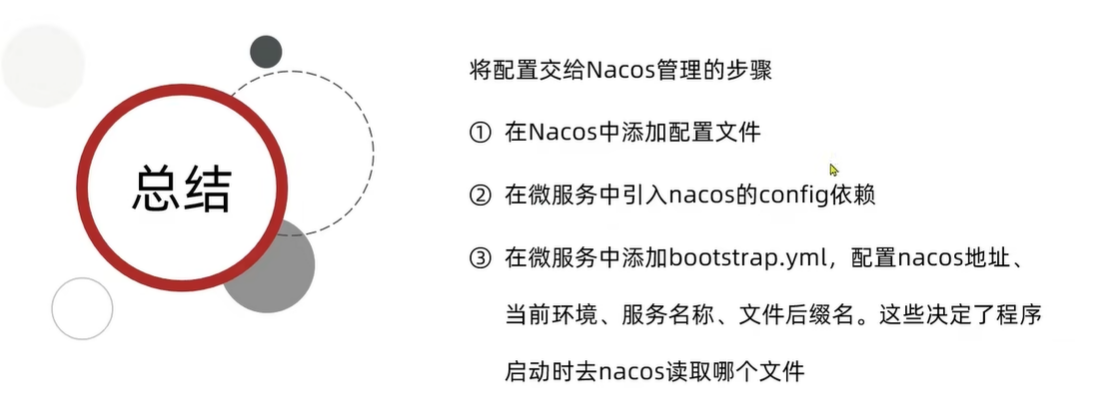 总结
将配置交给Nacos管理的步骤
① 在Nacos中添加配置文件
② 在微服务中引入nacos的config依赖
③ 在微服务中添加bootstrap.yml，配置nacos地址、
当前环境、服务名称、文件后缀名。这些决定了程序
启动时去nacos读取哪个文件